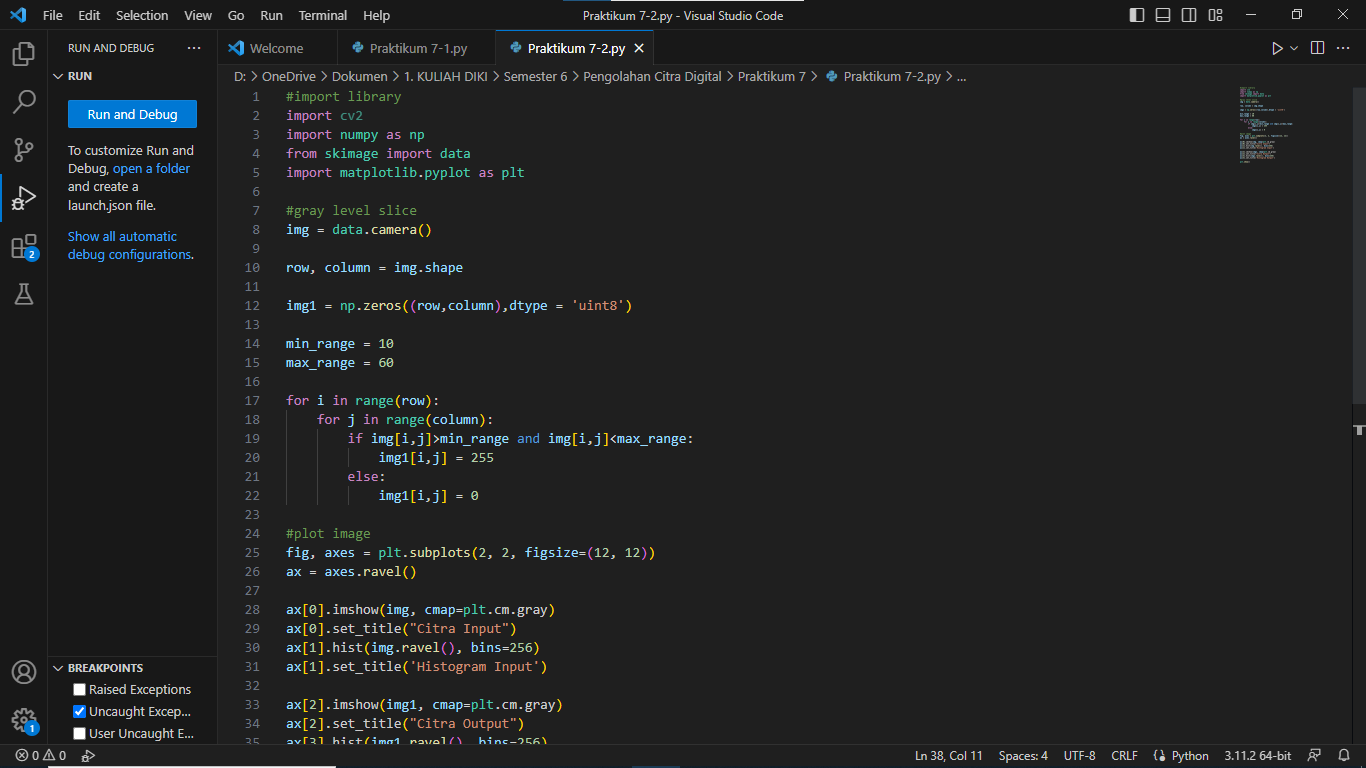 File Edit Selection View Go Run Terminal Help Praktikum 7-2.py - Visual Studio Code
RUN AND DEBUG ···
Welcome Praktikum 7-1.py Praktikum 7-2.py
RUN
D: > OneDrive > Dokumen > 1. KULIAH DIKI > Semester 6 > Pengolahan Citra Digital > Praktikum 7 > Praktikum 7-2.py > ...
Run and Debug
To customize Run and
Debug, open a folder
and create a
launch.json file.
Show all automatic
debug configurations.
2
1 #import library
2 import cv2
3 import numpy as np
4 from skimage import data
5 import matplotlib.pyplot as plt
6
7 #gray level slice
8 img = data.camera()
9
10 row, column = img.shape
11
12 img1 = np.zeros((row,column),dtype = 'uint8')
13
14 min_range = 10
15 max_range = 60
16
17 for i in range(row):
18     for j in range(column):
19         if img[i,j]>min_range and img[i,j]<max_range:
20             img1[i,j] = 255
21         else:
22             img1[i,j] = 0
23
24 #plot image
25 fig, axes = plt.subplots(2, 2, figsize=(12, 12))
26 ax = axes.ravel()
27
28 ax[0].imshow(img, cmap=plt.cm.gray)
29 ax[0].set_title("Citra Input")
30 ax[1].hist(img.ravel(), bins=256)
31 ax[1].set_title('Histogram Input')
32
33 ax[2].imshow(img1, cmap=plt.cm.gray)
34 ax[2].set_title("Citra Output")
35 ax[3].hist(img1.ravel(), bins=256)
BREAKPOINTS
Raised Exceptions
Uncaught Excep...
User Uncaught E...
1
0 0 Ln 38, Col 11 Spaces: 4 UTF-8 CRLF Python 3.11.2 64-bit